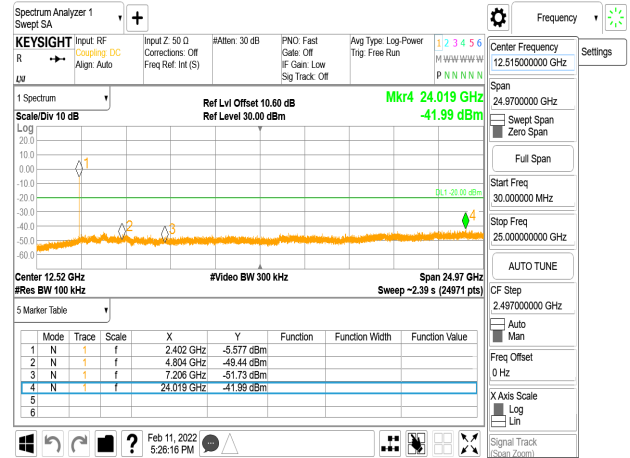 Spectrum Analyzer 1
Swept SA
KEYSIGHT
R
Input: RF
Coupling: DC
Align: Auto
Input Z: 50 Ω
Corrections: Off
Freq Ref: Int (S)
#Atten: 30 dB
PNO: Fast
Gate: Off
IF Gain: Low
Sig Track: Off
Avg Type: Log-Power
Trig: Free Run
1 2 3 4 5 6
M W W W W W
P N N N N N
1 Spectrum
Scale/Div 10 dB
Ref Lvl Offset 10.60 dB
Ref Level 30.00 dBm
Mkr4 24.019 GHz
-41.99 dBm
Log
20.0
10.0
0.00
-10.0
-20.0
-30.0
-40.0
-50.0
-60.0
1
2
3
4
DL1 -20.00 dBm
Center 12.52 GHz
#Video BW 300 kHz
Span 24.97 GHz
#Res BW 100 kHz
Sweep ~2.39 s (24971 pts)
5 Marker Table
Mode Trace Scale X Y Function Function Width Function Value
1 N 1 f 2.402 GHz -5.577 dBm
2 N 1 f 4.804 GHz -49.44 dBm
3 N 1 f 7.206 GHz -51.73 dBm
4 N 1 f 24.019 GHz -41.99 dBm
5
6
Feb 11, 2022
5:26:16 PM
Frequency
Settings
Center Frequency
12.515000000 GHz
Span
24.9700000 GHz
Swept Span
Zero Span
Full Span
Start Freq
30.000000 MHz
Stop Freq
25.000000000 GHz
AUTO TUNE
CF Step
2.497000000 GHz
Auto
Man
Freq Offset
0 Hz
X Axis Scale
Log
Lin
Signal Track
(Span Zoom)